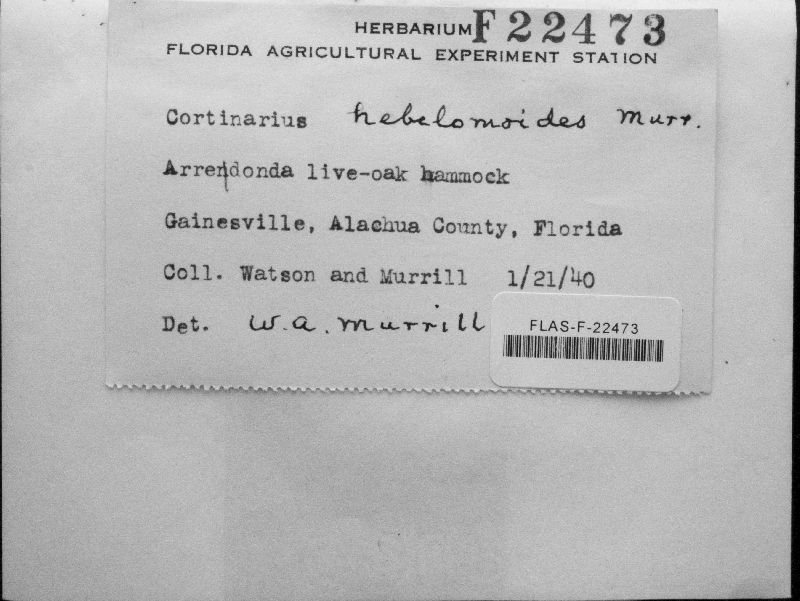 HERBARIUM F22473
FLORIDA AGRICULTURAL EXPERIMENT STATION
Cortinarius hebelomoides Murr.
Arrendonda live-oak hammock
Gainesville, Alachua County, Florida
Coll. Watson and Murrill 1/21/40
Det. W.A. Murrill
FLAS-F-22473